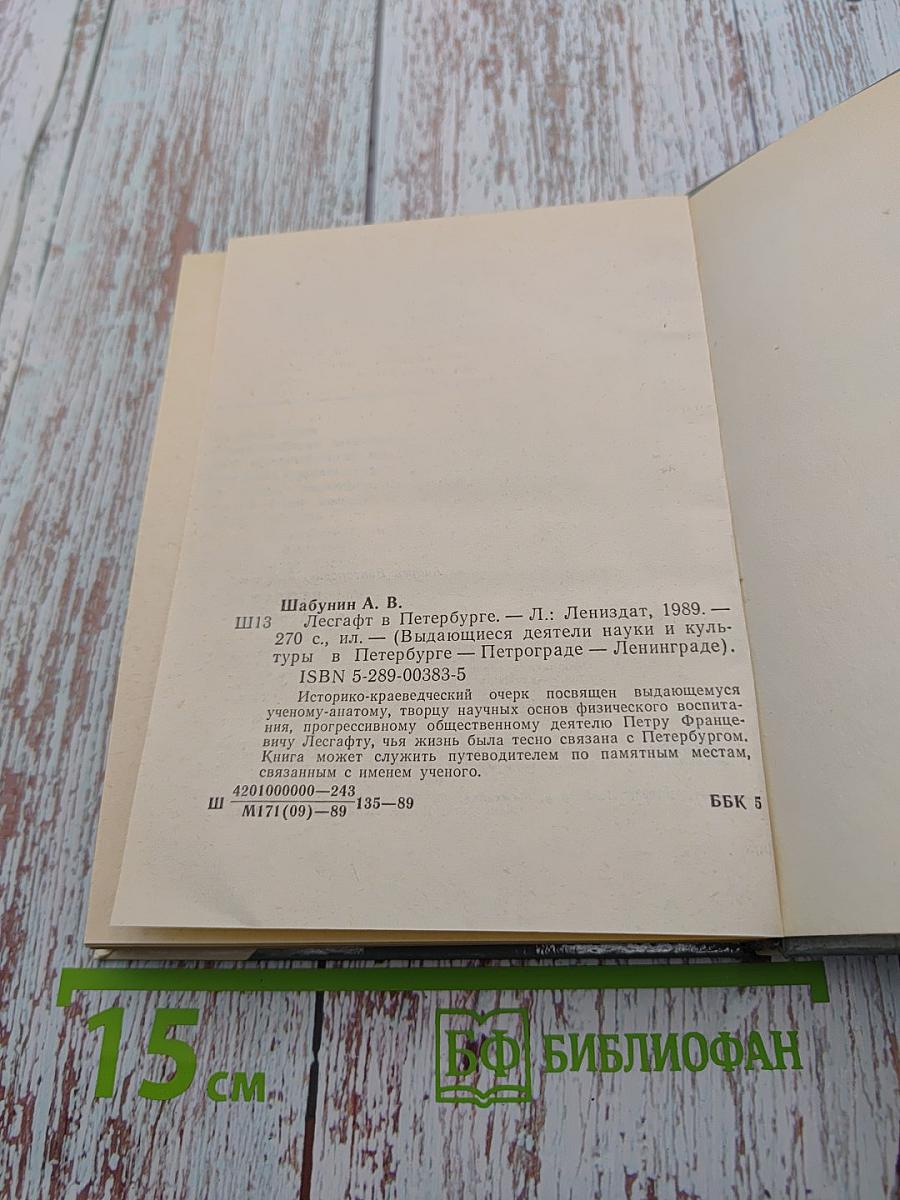 Шабунин А. В.
Ш13 Лесгафт в Петербурге. — Л.: Лениздат, 1989. —
270 с., ил. — (Выдающиеся деятели науки и куль-
туры в Петербурге — Петрограде — Ленинграде).
ISBN 5-289-00383-5
Историко-краеведческий очерк посвящен выдающемуся
ученому-анатому, творцу научных основ физического воспита-
ния, прогрессивному общественному деятелю Петру Францe-
вичу Лесгафту, чья жизнь была тесно связана с Петербургом.
Книга может служить путеводителем по памятным местам,
связанным с именем ученого.
4201000000—243
Ш 135—89 ББК 5
М171(09)—89
15 см
БФ БИБЛИОФАН